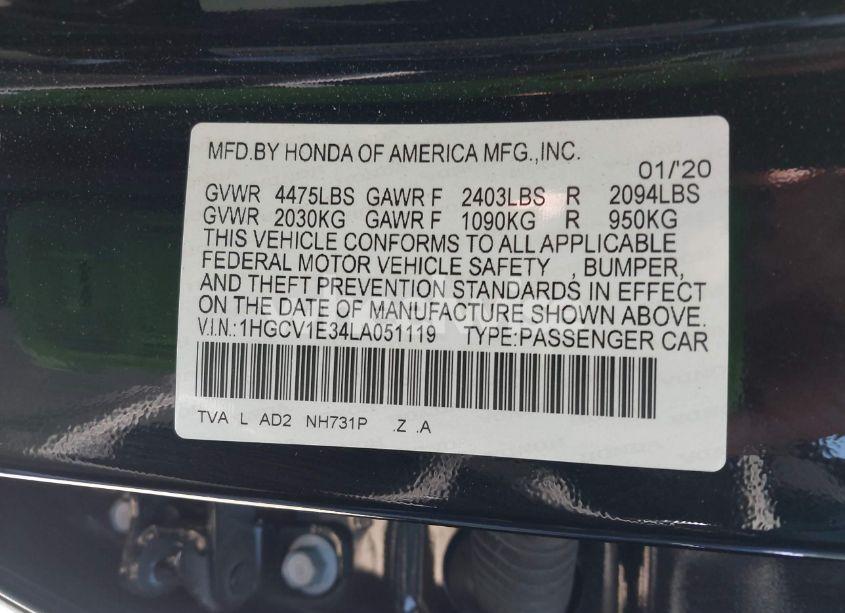 MFD.BY HONDA OF AMERICA MFG.,INC.
01/'20
GVWR 4475LBS GAWR F 2403LBS R 2094LBS
GVWR 2030KG GAWR F 1090KG R 950KG
THIS VEHICLE CONFORMS TO ALL APPLICABLE
FEDERAL MOTOR VEHICLE SAFETY , BUMPER,
AND THEFT PREVENTION STANDARDS IN EFFECT
ON THE DATE OF MANUFACTURE SHOWN ABOVE.
V.I.N.:1HGCV1E34LA051119 TYPE:PASSENGER CAR
TVA L AD2 NH731P .Z .A